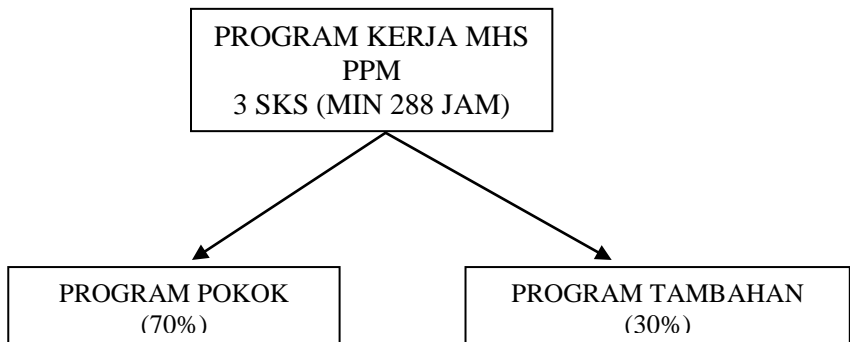 PROGRAM KERJA MHS
PPM
3 SKS (MIN 288 JAM)
PROGRAM POKOK
(70%)
PROGRAM TAMBAHAN
(30%)